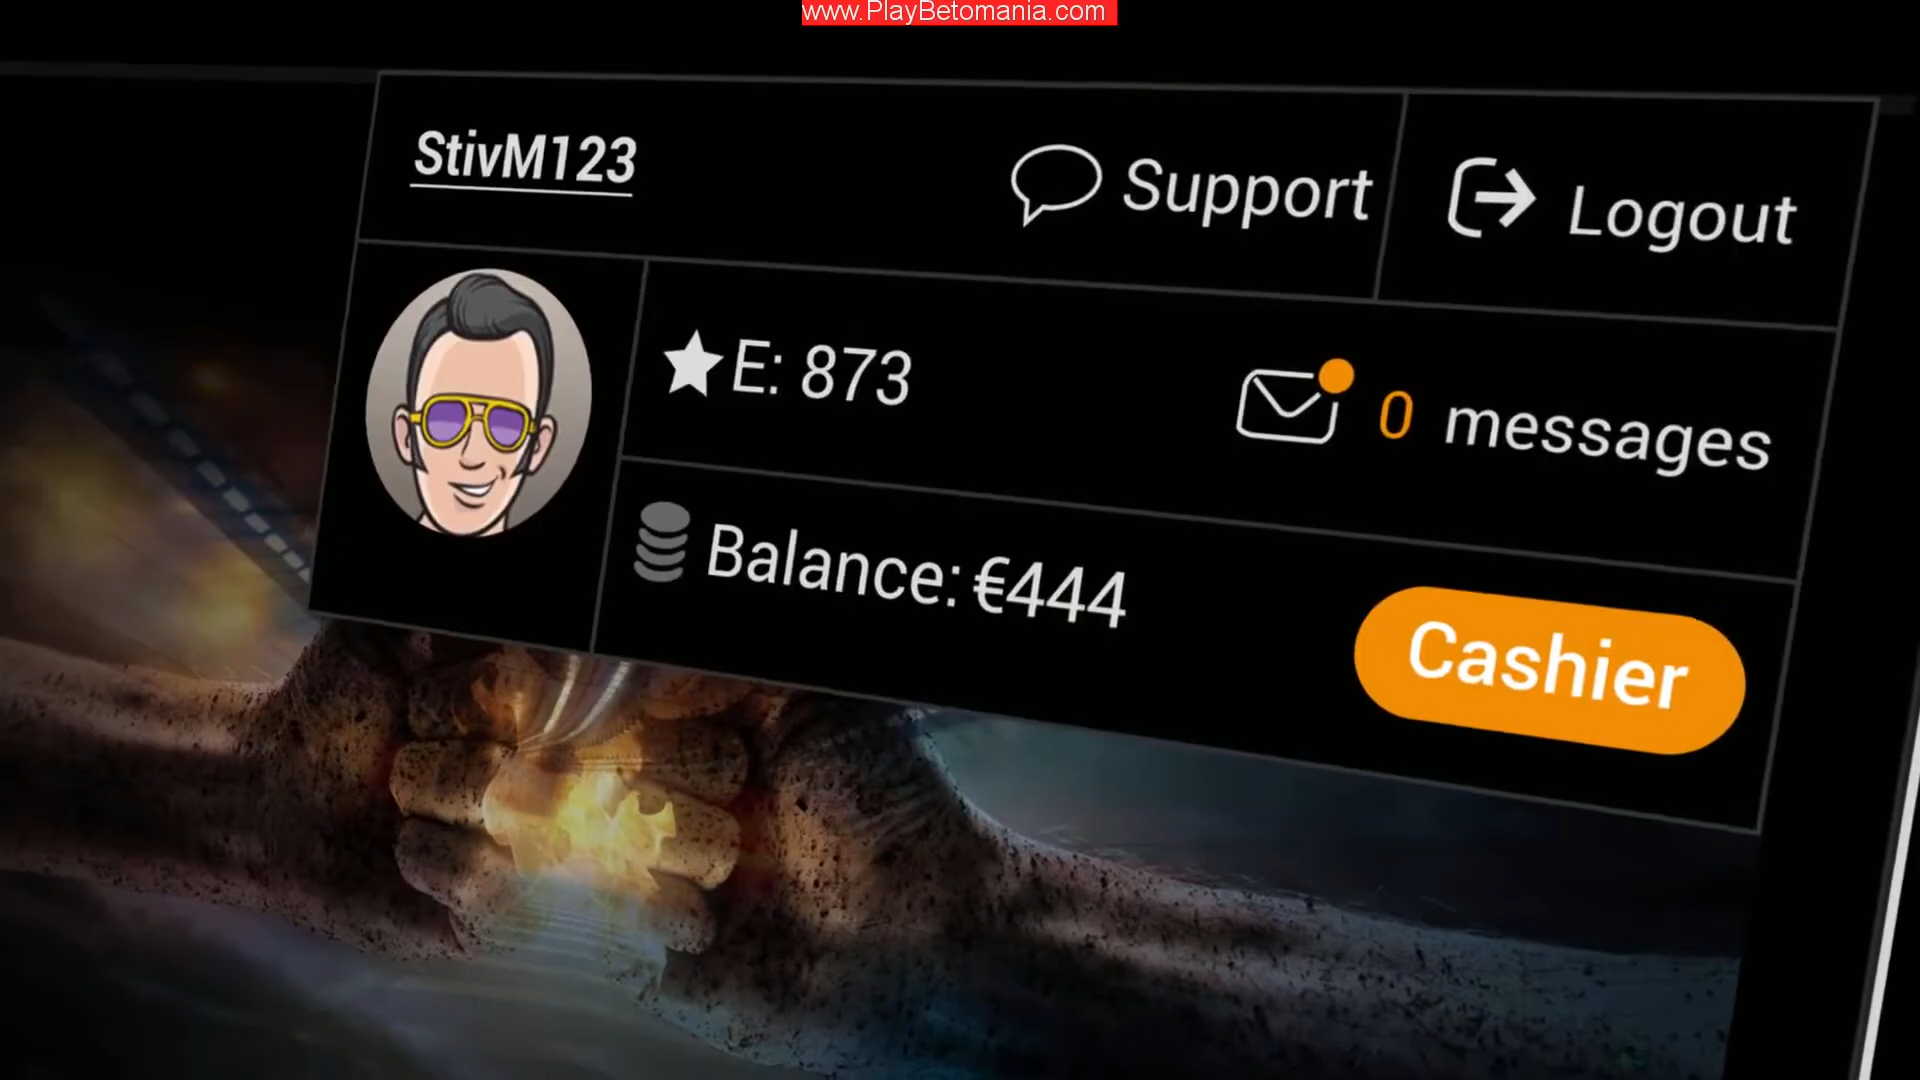 www.PlayBetomania.com
StivM123
Support
Logout
E: 873
0 messages
Balance: €444
Cashier